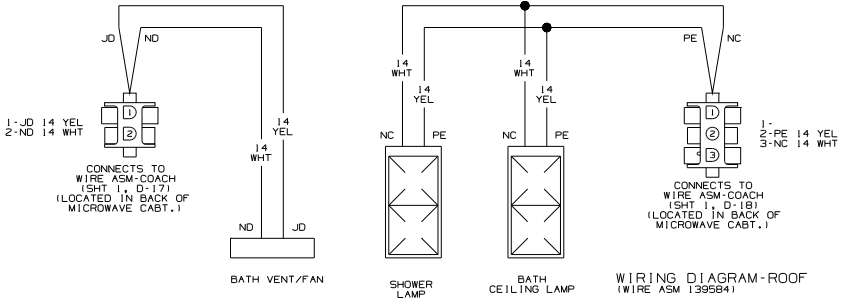 JD
ND
1-JD 14 YEL
2-ND 14 WHT
1
2
CONNECTS TO
WIRE ASM-COACH
(SHT 1, D-17)
(LOCATED IN BACK OF
MICROWAVE CABT.)
14
YEL
14
WHT
ND
JD
BATH VENT/FAN
14
WHT
14
YEL
NC
PE
SHOWER
LAMP
14
WHT
14
YEL
NC
PE
BATH
CEILING LAMP
PE
NC
1
2
3
1-
2-PE 14 YEL
3-NC 14 WHT
CONNECTS TO
WIRE ASM-COACH
(SHT 1, D-18)
(LOCATED IN BACK OF
MICROWAVE CABT.)
WIRING DIAGRAM-ROOF
(WIRE ASM 139584)